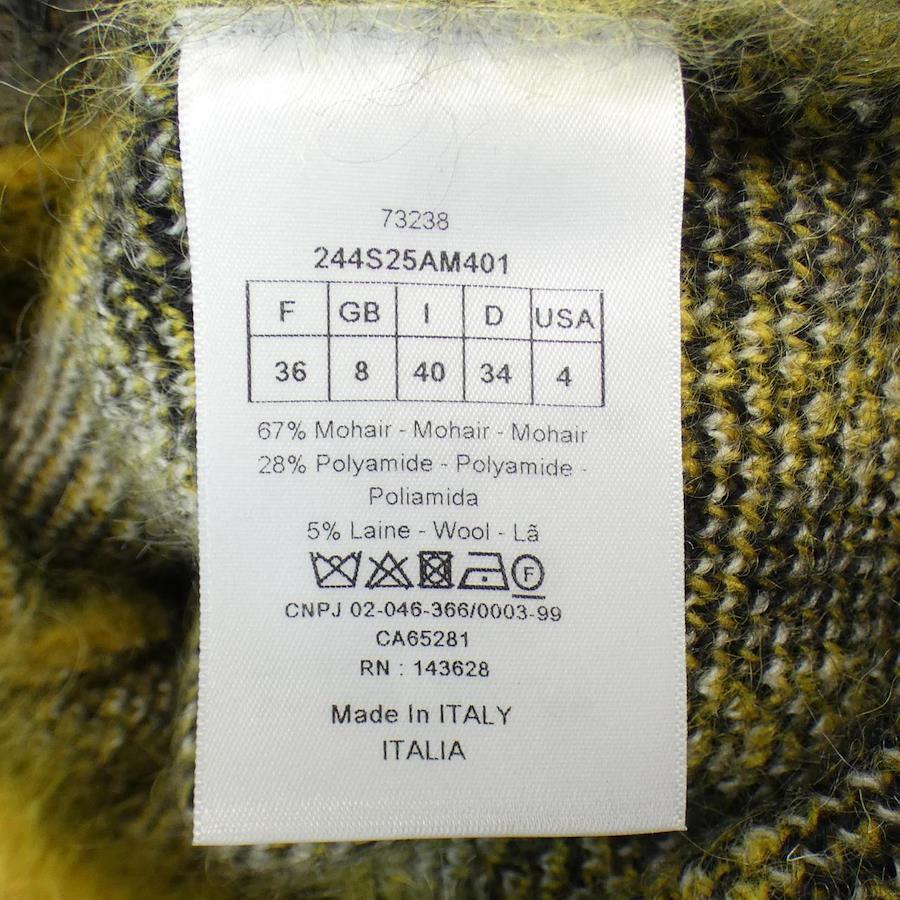 73238
244S25AM401
F GB I D USA
36 8 40 34 4
67% Mohair - Mohair - Mohair
28% Polyamide - Polyamide -
Poliamida
5% Laine - Wool - Lã
F
CNPJ 02-046-366/0003-99
CA65281
RN : 143628
Made In ITALY
ITALIA